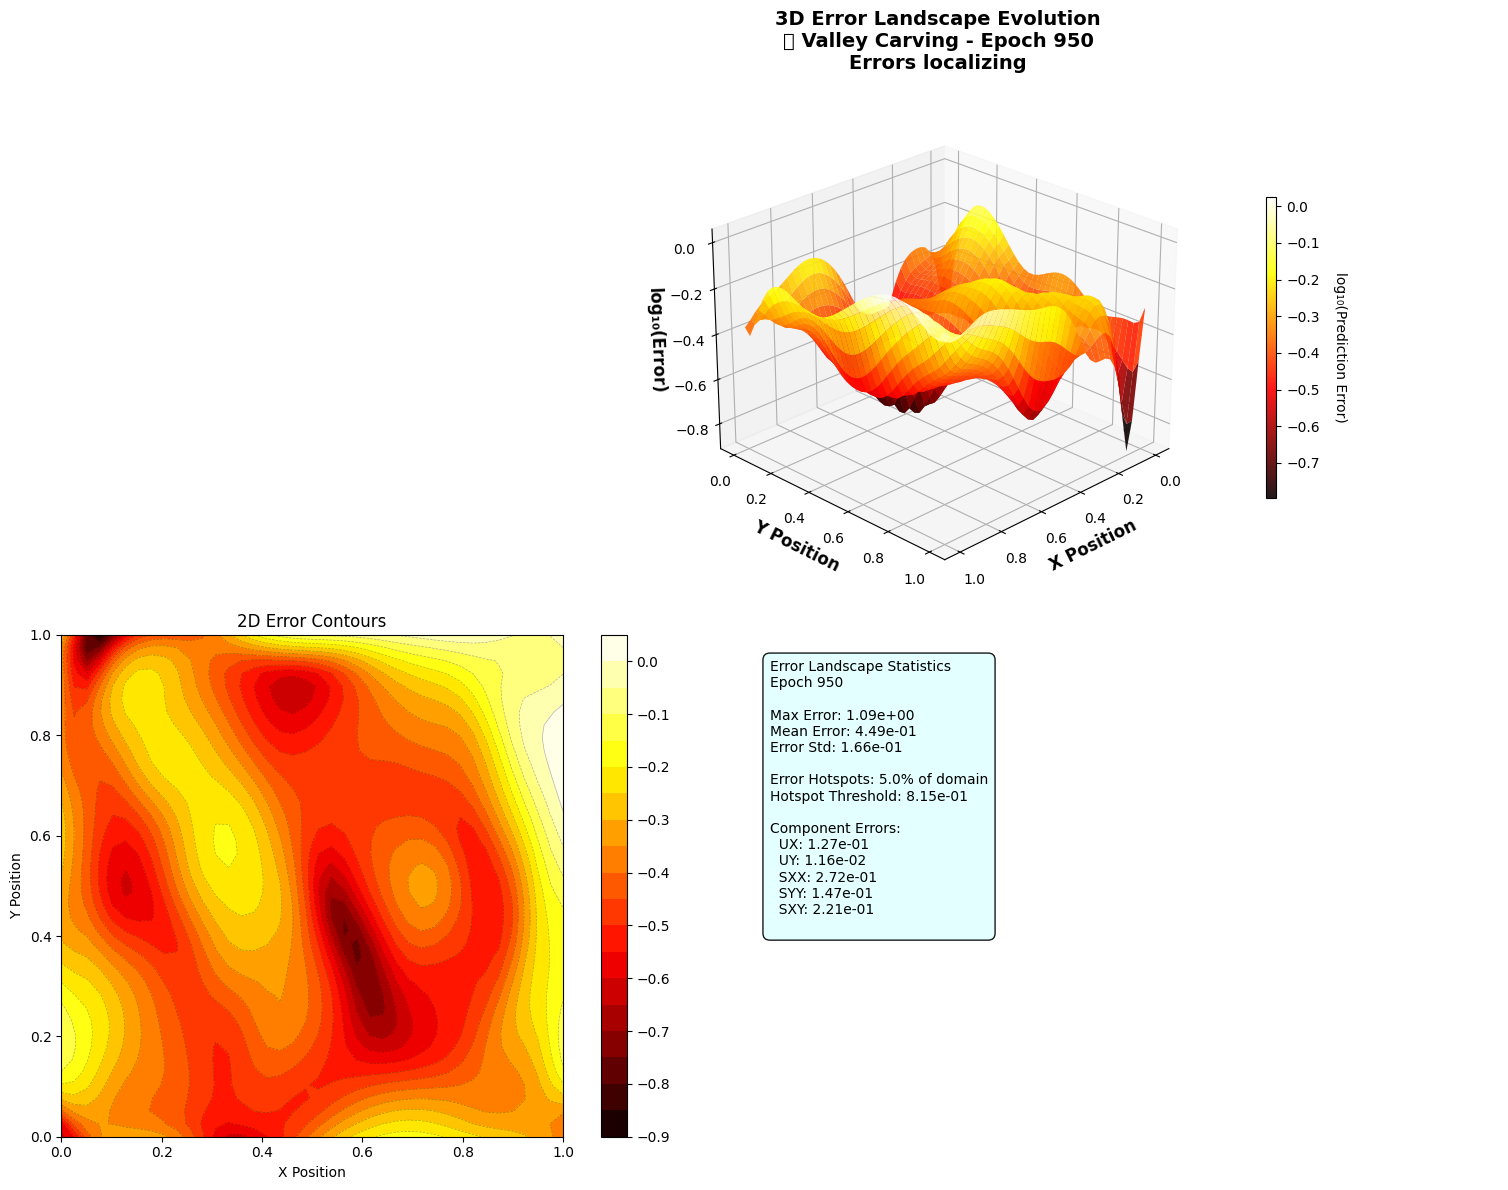 3D Error Landscape Evolution
▯ Valley Carving - Epoch 950
Errors localizing
0.0
−0.2
−0.4
−0.6
−0.8
log₁₀(Error)
0.0
0.2
0.4
0.6
0.8
1.0
Y Position
1.0
0.8
0.6
0.4
0.2
0.0
X Position
0.0
−0.1
−0.2
−0.3
−0.4
−0.5
−0.6
−0.7
log₁₀(Prediction Error)
2D Error Contours
1.0
0.8
0.6
0.4
0.2
0.0
Y Position
0.0
0.2
0.4
0.6
0.8
1.0
X Position
0.0
−0.1
−0.2
−0.3
−0.4
−0.5
−0.6
−0.7
−0.8
−0.9
Error Landscape Statistics
Epoch 950
Max Error: 1.09e+00
Mean Error: 4.49e-01
Error Std: 1.66e-01
Error Hotspots: 5.0% of domain
Hotspot Threshold: 8.15e-01
Component Errors:
UX: 1.27e-01
UY: 1.16e-02
SXX: 2.72e-01
SYY: 1.47e-01
SXY: 2.21e-01